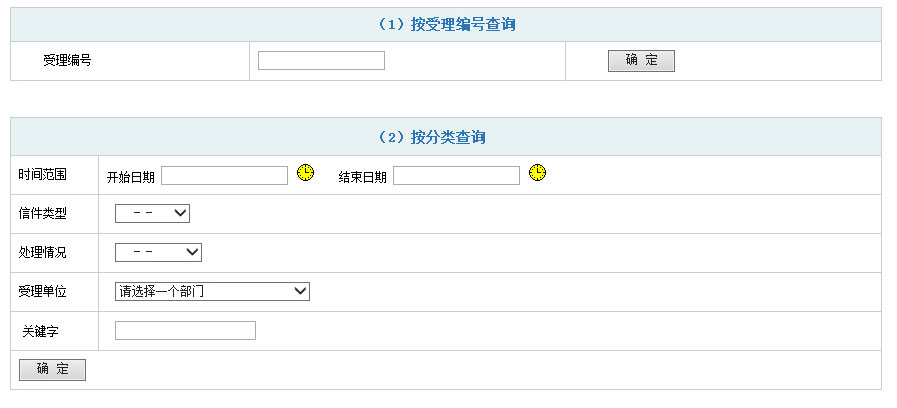 （1）按受理编号查询
受理编号 确 定
（2）按分类查询
时间范围 开始日期 结束日期
信件类型 - -
处理情况 - -
受理单位 请选择一个部门
关键字
确 定